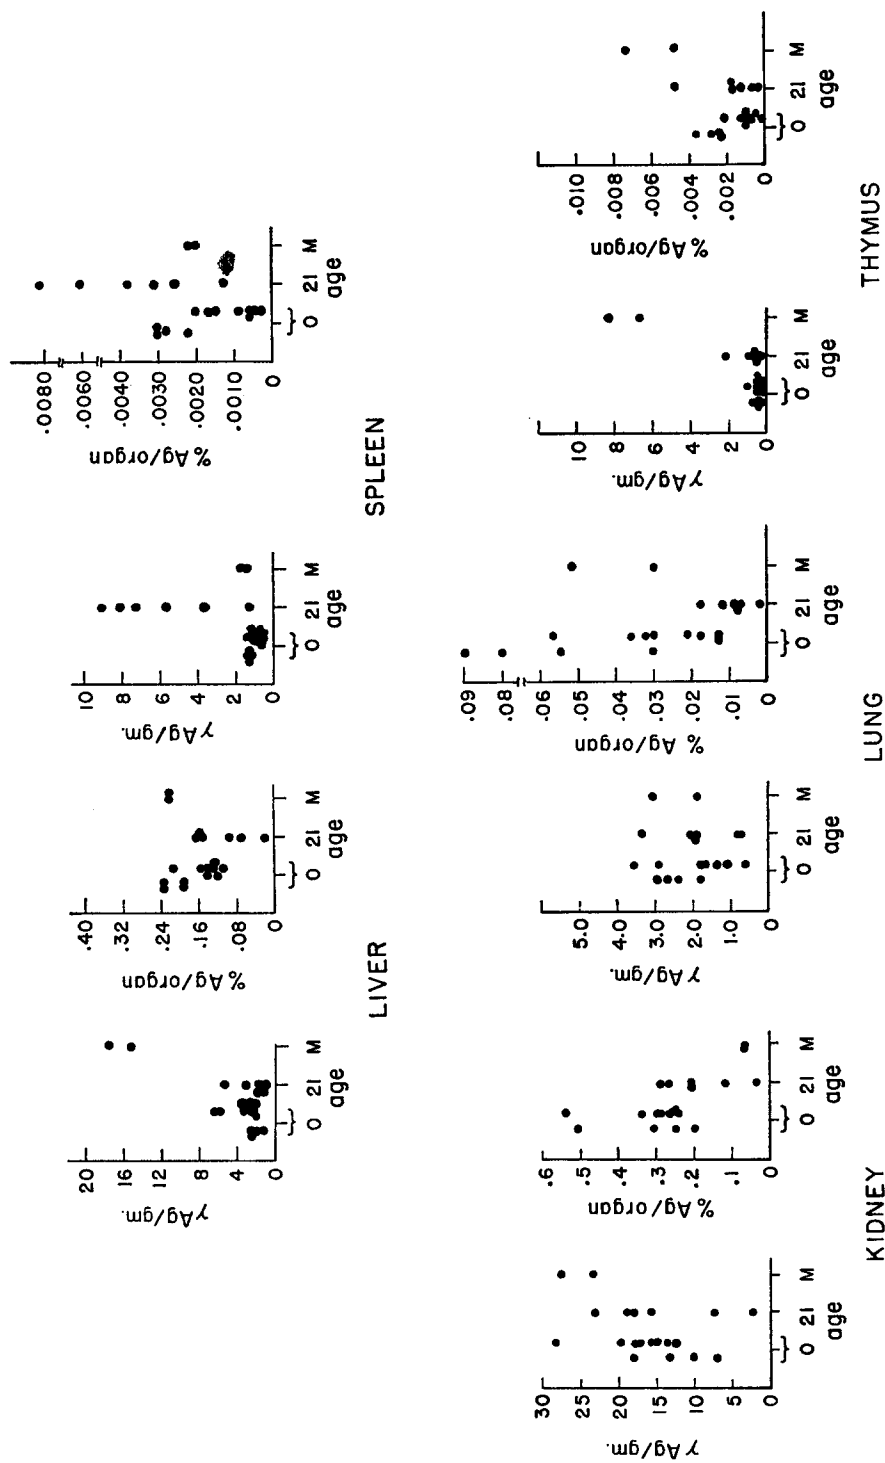 γ Ag/gm.
20
16
12
8
4
0
0 21 M
age
% Ag/organ
.40
.32
.24
.16
.08
0
0 21 M
age
LIVER
γ Ag/gm.
10
8
6
4
2
0
0 21 M
age
% Ag/organ
.0080
.0060
.0040
.0030
.0020
.0010
0
0 21 M
age
SPLEEN
γ Ag/gm.
30
25
20
15
10
5
0
0 21 M
age
% Ag/organ
.6
.5
.4
.3
.2
.1
0
0 21 M
age
KIDNEY
γ Ag/gm.
5.0
4.0
3.0
2.0
1.0
0
0 21 M
age
% Ag/organ
.09
.08
.06
.05
.04
.03
.02
.01
0
0 21 M
age
LUNG
γ Ag/gm.
10
8
6
4
2
0
0 21 M
age
% Ag/organ
.010
.008
.006
.004
.002
0
0 21 M
age
THYMUS